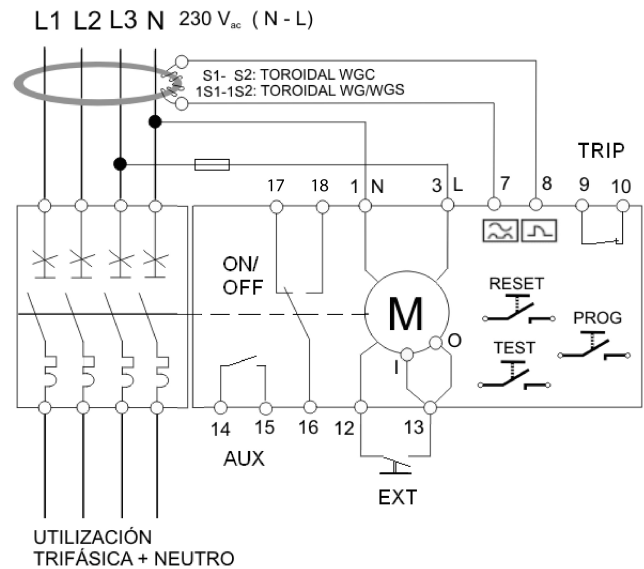 L1 L2 L3 N 230 Vac ( N - L)
S1- S2: TOROIDAL WGC
1S1-1S2: TOROIDAL WG/WGS
TRIP
17 18 1 N 3 L 7 8 9 10
ON/
OFF
M
I
O
RESET
PROG
TEST
14 15 16 12 13
AUX
EXT
UTILIZACIÓN
TRIFÁSICA + NEUTRO